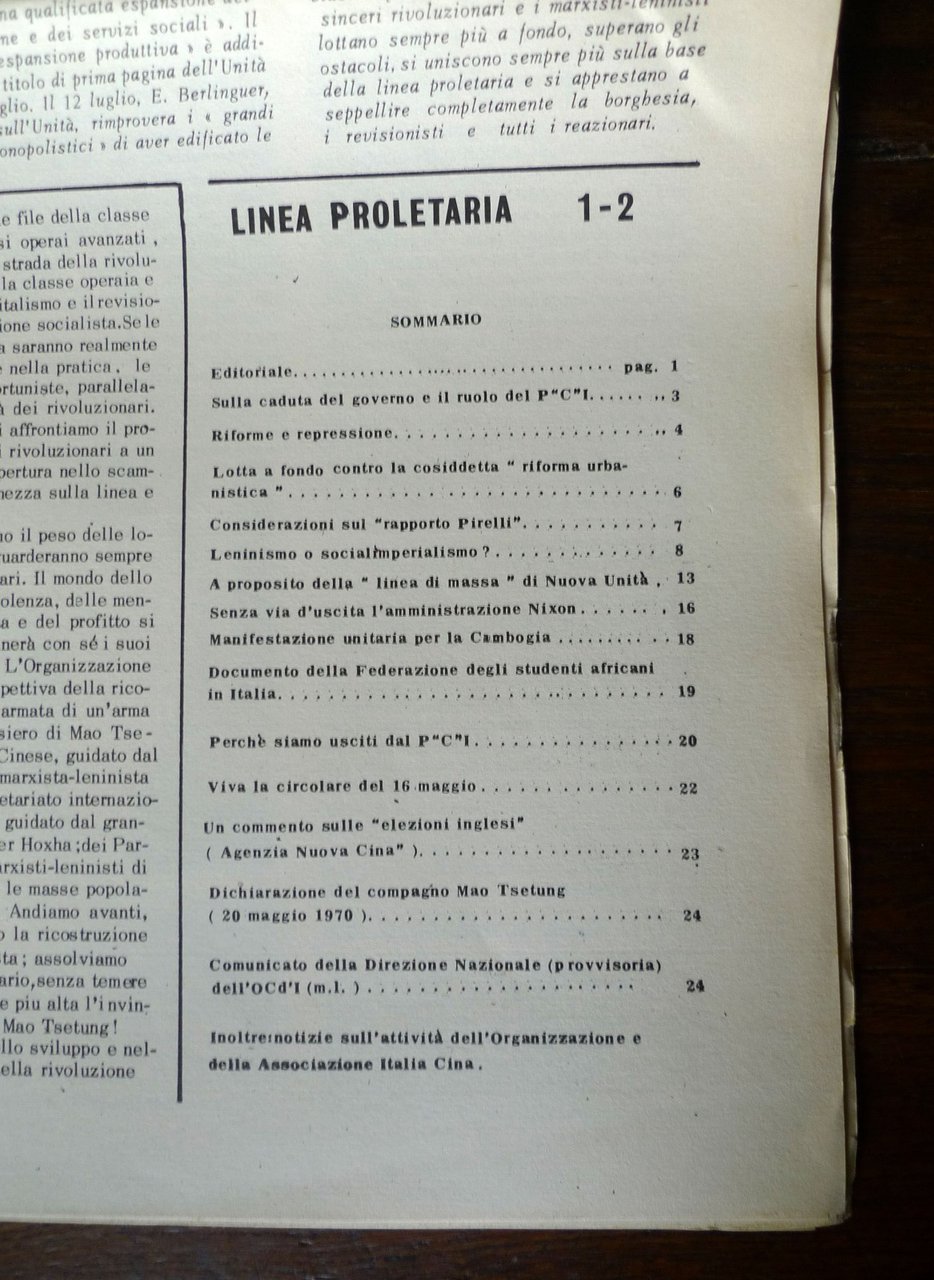 na qualificata espansione
ne e dei servizi sociali ». Il
espansione produttiva » è addi-
titolo di prima pagina dell'Unità
glio. Il 12 luglio, E. Berlinguer,
sull'Unità, rimprovera i « grandi
onopolistici » di aver edificato le
sinceri rivoluzionari e i marxisti-leninisti
lottano sempre più a fondo, superano gli
ostacoli, si uniscono sempre più sulla base
della linea proletaria e si apprestano a
seppellire completamente la borghesia,
i revisionisti e tutti i reazionari.
e file della classe
si operai avanzati,
strada della rivolu-
la classe operaia e
italismo e il revisio-
ione socialista. Se le
a saranno realmente
e nella pratica, le
ortuniste, parallela-
à dei rivoluzionari.
i affrontiamo il pro-
i rivoluzionari a un
pertura nello scam-
hezza sulla linea e
no il peso delle lo-
guarderanno sempre
ari. Il mondo dello
olenza, delle men-
a e del profitto si
nerà con sé i suoi
L'Organizzazione
pettiva della rico-
armata di un'arma
siero di Mao Tse-
Cinese, guidato dal
marxista-leninista
etariato internazio-
guidato dal gran-
er Hoxha; dei Par-
arxisti-leninisti di
le masse popola-
Andiamo avanti,
o la ricostruzione
sta; assolviamo
ario, senza temere
e piu alta l'invin-
Mao Tsetung!
llo sviluppo e nel-
ella rivoluzione
LINEA PROLETARIA 1-2
SOMMARIO
Editoriale........................................ pag. 1
Sulla caduta del governo e il ruolo del P"C"I...... ,, 3
Riforme e repressione......................... ,, 4
Lotta a fondo contro la cosiddetta " riforma urba-
nistica ".............................. 6
Considerazioni sul "rapporto Pirelli"............ 7
Leninismo o socialimperialismo ?.............. 8
A proposito della " linea di massa " di Nuova Unità , 13
Senza via d'uscita l'amministrazione Nixon...... , 16
Manifestazione unitaria per la Cambogia .......... 18
Documento della Federazione degli studenti africani
in Italia.............................. 19
Perchè siamo usciti dal P"C"I................ 20
Viva la circolare del 16 maggio............... 22
Un commento sulle "elezioni inglesi"
( Agenzia Nuova Cina" ).................... 23
Dichiarazione del compagno Mao Tsetung
( 20 maggio 1970 )........................ 24
Comunicato della Direzione Nazionale (provvisoria)
dell'OCd'I (m.l. ) .................... 24
Inoltre:notizie sull'attività dell'Organizzazione e
della Associazione Italia Cina.